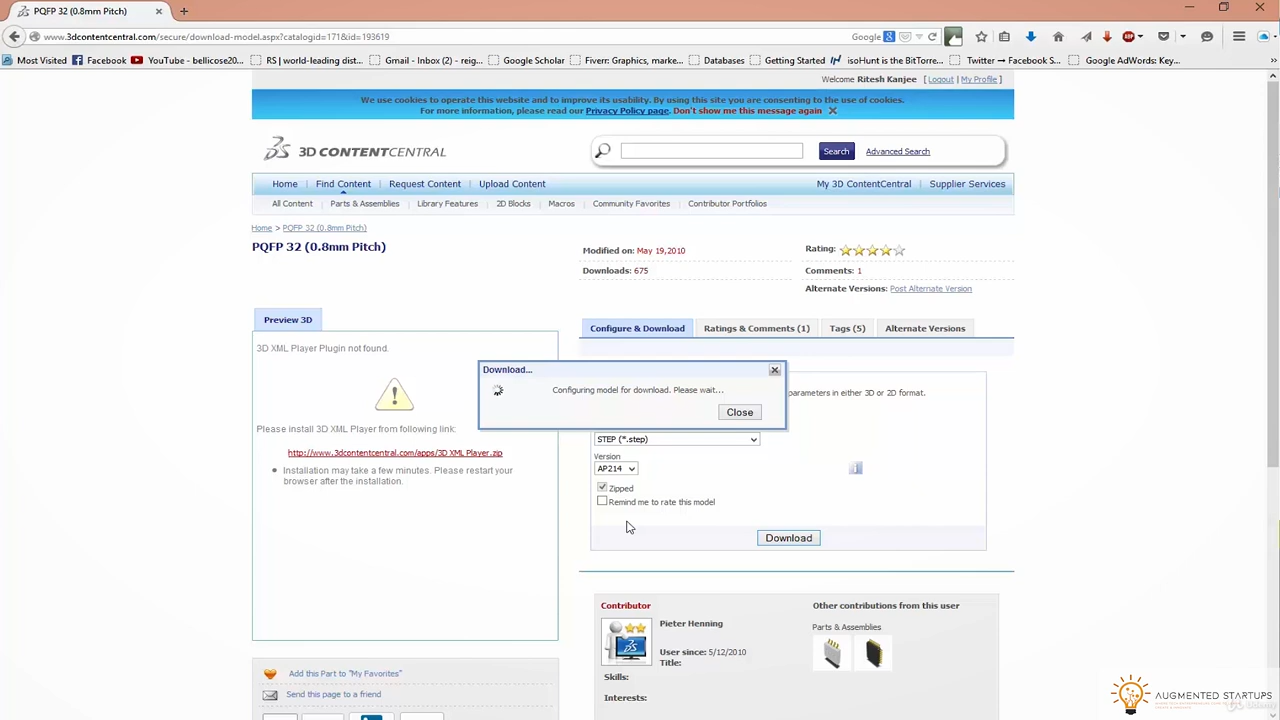 PQFP 32 (0.8mm Pitch)
www.3dcontentcentral.com/secure/download-model.aspx?catalogid=171&id=193619
Google
Most Visited
Facebook
YouTube - bellicose20...
RS | world-leading dist...
Gmail - Inbox (2) - reig...
Google Scholar
Fiverr: Graphics, marke...
Databases
Getting Started
isoHunt is the BitTorre...
Twitter → Facebook S...
Google AdWords: Key...
Welcome Ritesh Kanjee [ Logout | My Profile ]
We use cookies to operate this website and to improve its usability. By using this site you are consenting to the use of cookies.
For more information, please go to our Privacy Policy page. Don't show me this message again
3D CONTENTCENTRAL
Search
Advanced Search
Home
Find Content
Request Content
Upload Content
My 3D ContentCentral
Supplier Services
All Content
Parts & Assemblies
Library Features
2D Blocks
Macros
Community Favorites
Contributor Portfolios
Home > PQFP 32 (0.8mm Pitch)
PQFP 32 (0.8mm Pitch)
Modified on: May 19,2010
Rating:
Downloads: 675
Comments: 1
Alternate Versions: Post Alternate Version
Preview 3D
Configure & Download
Ratings & Comments (1)
Tags (5)
Alternate Versions
3D XML Player Plugin not found.
Download...
Configuring model for download. Please wait...
parameters in either 3D or 2D format.
Close
Please install 3D XML Player from following link:
http://www.3dcontentcentral.com/apps/3D XML Player.zip
Installation may take a few minutes. Please restart
your browser after the installation.
STEP (*.step)
Version
AP214
Zipped
Remind me to rate this model
Download
Contributor
Pieter Henning
User since: 5/12/2010
Title:
Skills:
Interests:
Other contributions from this user
Parts & Assemblies
Add this Part to "My Favorites"
Send this page to a friend
AUGMENTED STARTUPS